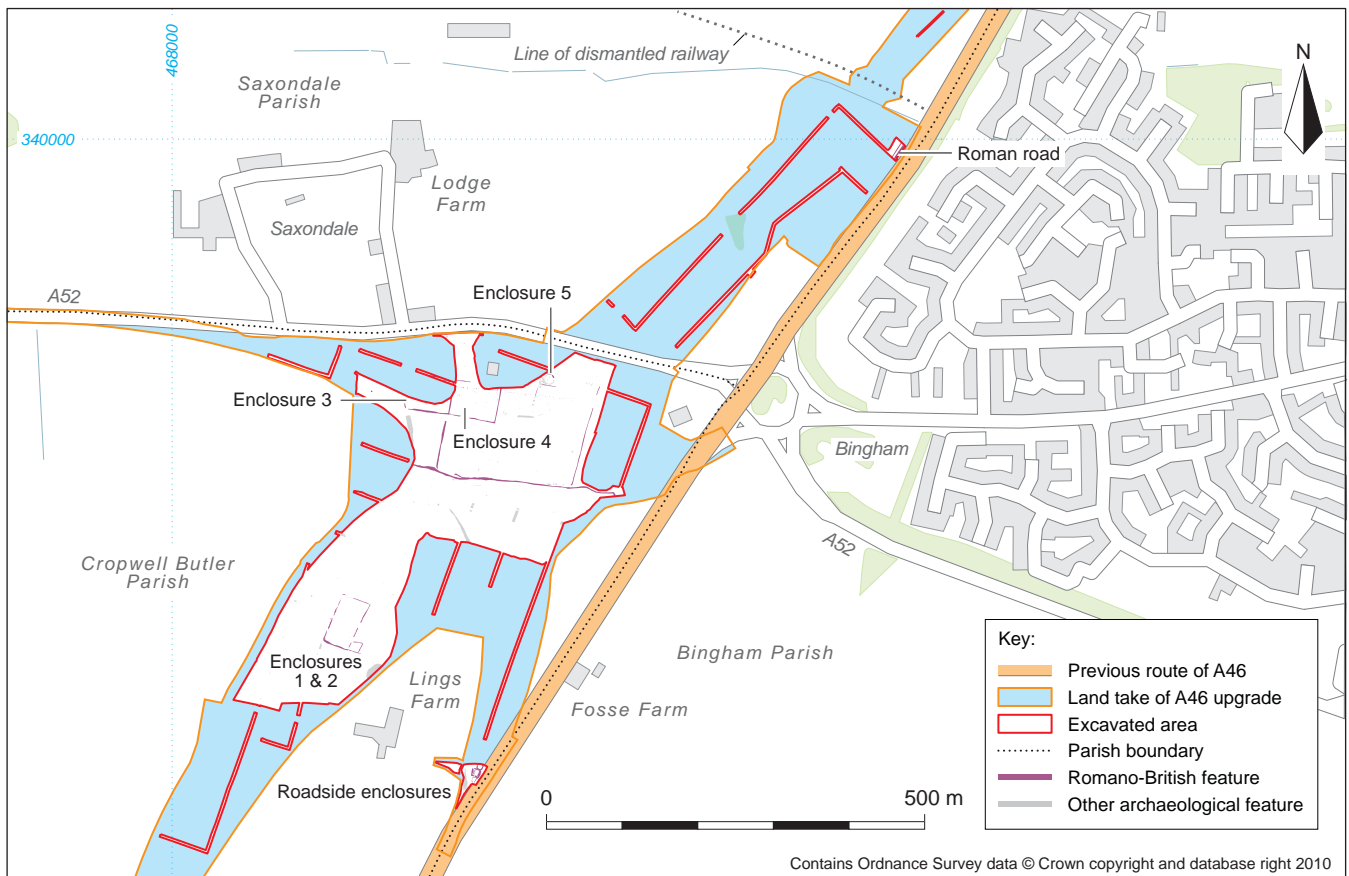 Line of dismantled railway
N
468000
Saxondale
Parish
340000
Roman road
Lodge
Farm
Saxondale
A52
Enclosure 5
Enclosure 3
Enclosure 4
Bingham
A52
Cropwell Butler
Parish
Enclosures
1 & 2
Lings
Farm
Bingham Parish
Fosse Farm
Roadside enclosures
0
500 m
Key:
Previous route of A46
Land take of A46 upgrade
Excavated area
Parish boundary
Romano-British feature
Other archaeological feature
Contains Ordnance Survey data © Crown copyright and database right 2010